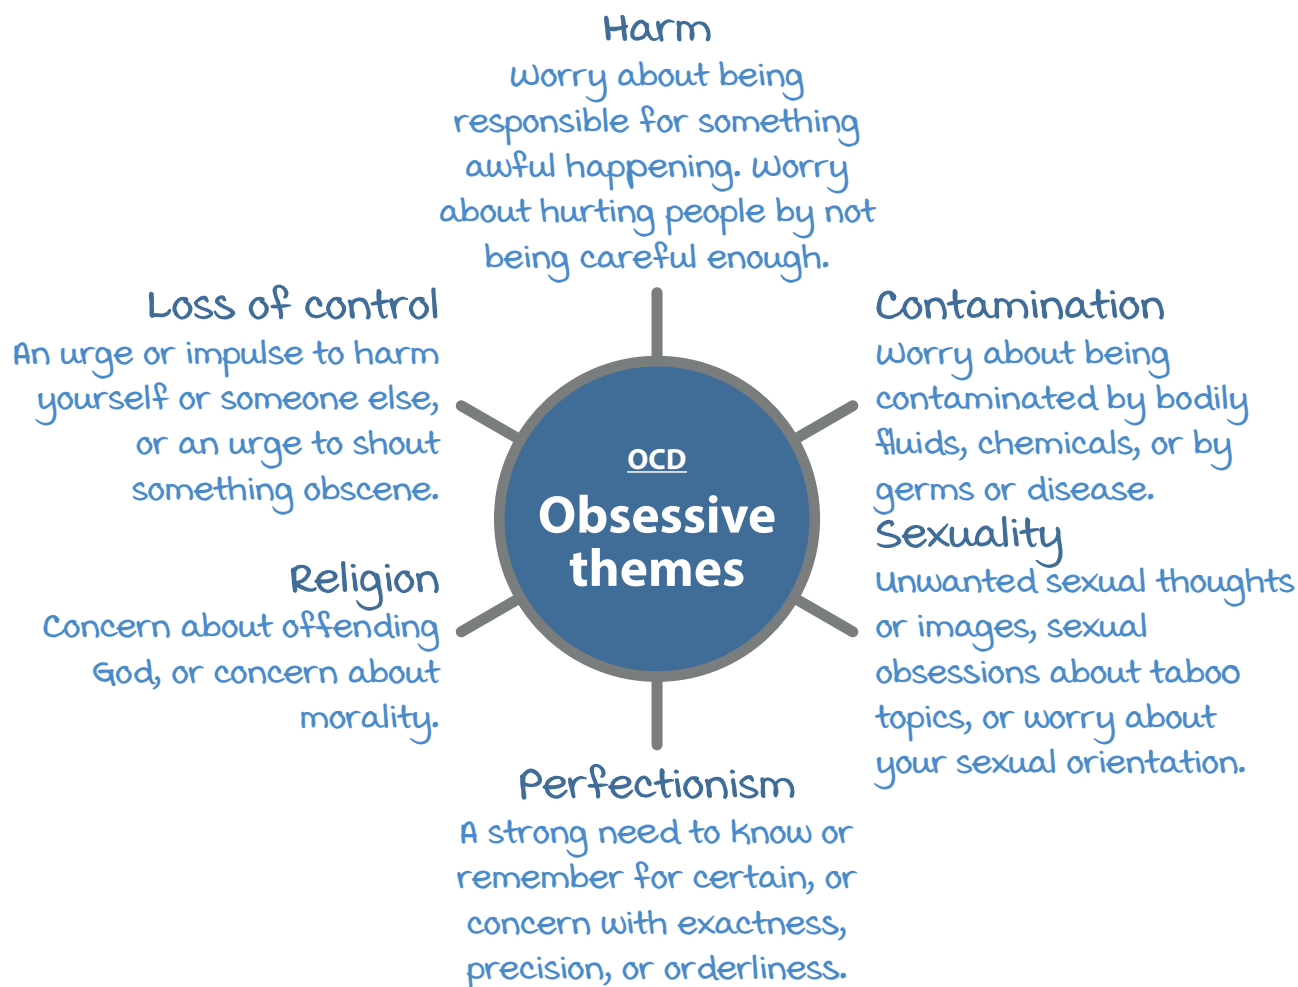 Harm
Worry about being
responsible for something
awful happening. Worry
about hurting people by not
being careful enough.
Loss of control
An urge or impulse to harm
yourself or someone else,
or an urge to shout
something obscene.
Contamination
Worry about being
contaminated by bodily
fluids, chemicals, or by
germs or disease.
OCD
Obsessive
themes
Religion
Concern about offending
God, or concern about
morality.
Sexuality
Unwanted sexual thoughts
or images, sexual
obsessions about taboo
topics, or worry about
your sexual orientation.
Perfectionism
A strong need to know or
remember for certain, or
concern with exactness,
precision, or orderliness.